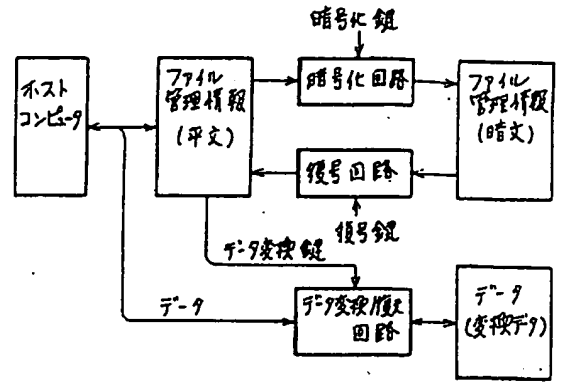 暗号化鍵
ホスト
コンピュータ
ファイル
管理情報
(平文)
暗号化回路
ファイル
管理情報
(暗文)
復号回路
復号鍵
データ変換鍵
データ
データ変換/復元
回路
データ
(変換データ)